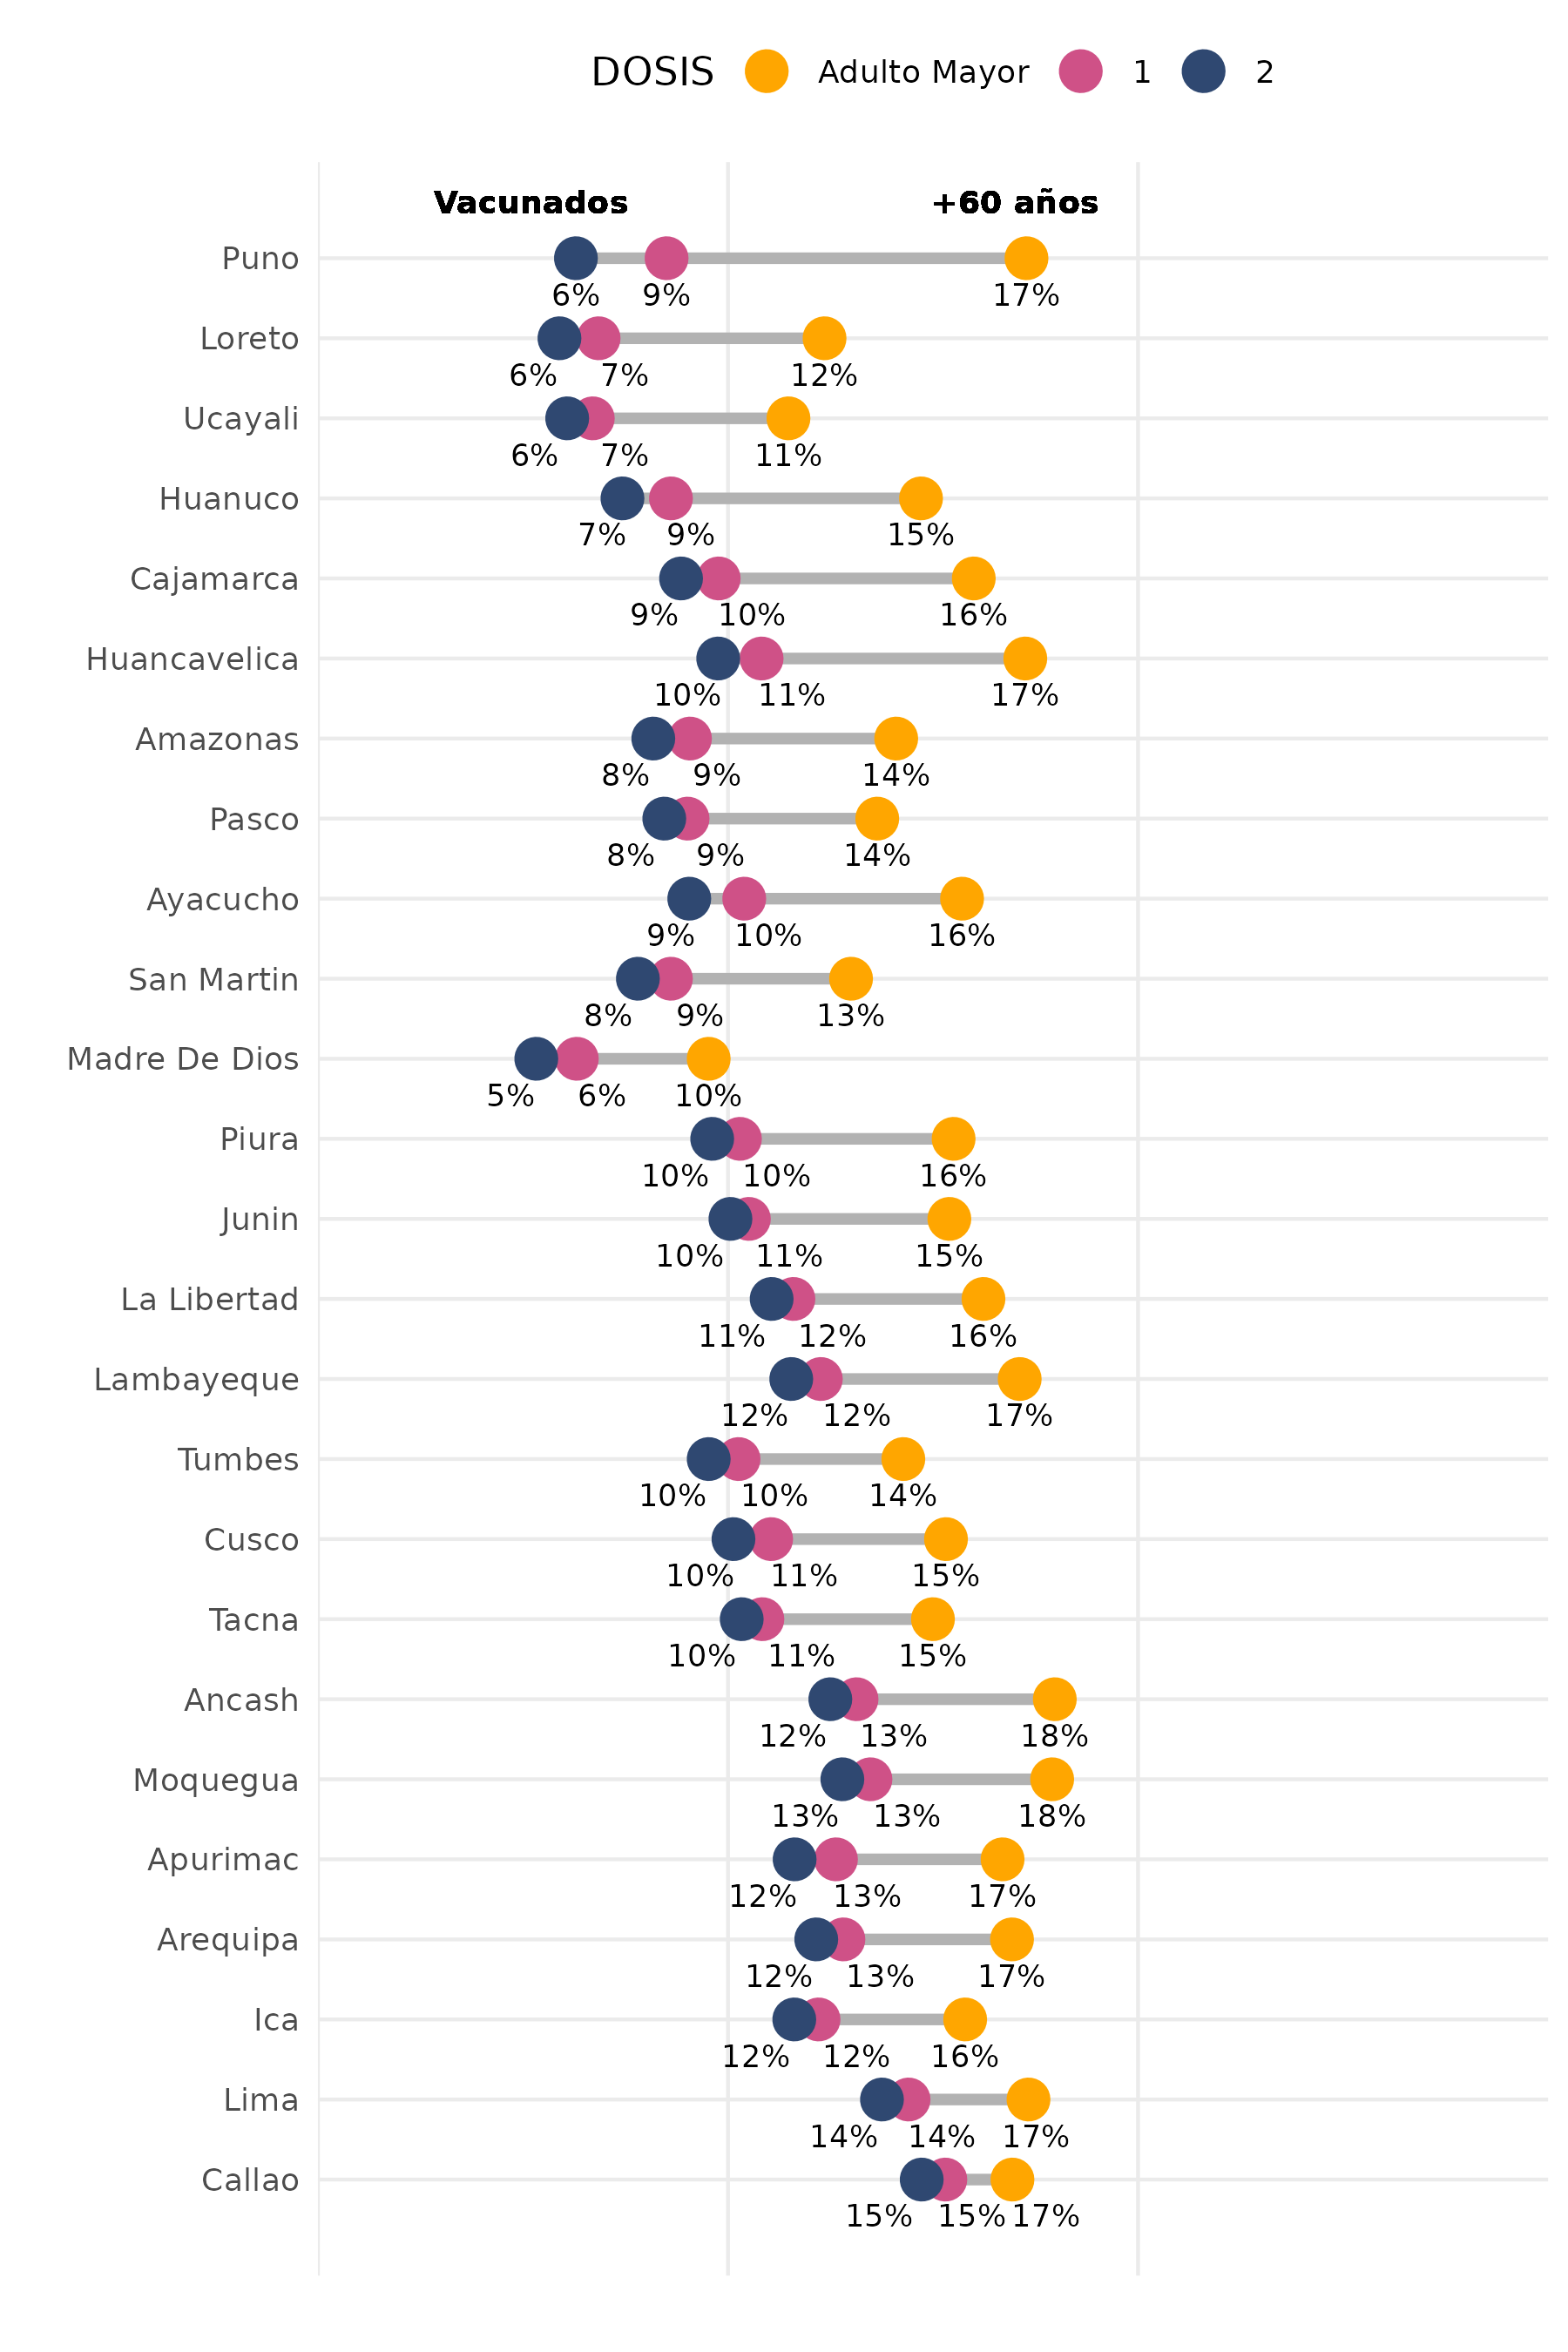 DOSIS Adulto Mayor 1 2
Vacunados +60 años
Puno
6% 9% 17%
Loreto
6% 7% 12%
Ucayali
6% 7% 11%
Huanuco
7% 9% 15%
Cajamarca
9% 10% 16%
Huancavelica
10% 11% 17%
Amazonas
8% 9% 14%
Pasco
8% 9% 14%
Ayacucho
9% 10% 16%
San Martin
8% 9% 13%
Madre De Dios
5% 6% 10%
Piura
10% 10% 16%
Junin
10% 11% 15%
La Libertad
11% 12% 16%
Lambayeque
12% 12% 17%
Tumbes
10% 10% 14%
Cusco
10% 11% 15%
Tacna
10% 11% 15%
Ancash
12% 13% 18%
Moquegua
13% 13% 18%
Apurimac
12% 13% 17%
Arequipa
12% 13% 17%
Ica
12% 12% 16%
Lima
14% 14% 17%
Callao
15% 15% 17%